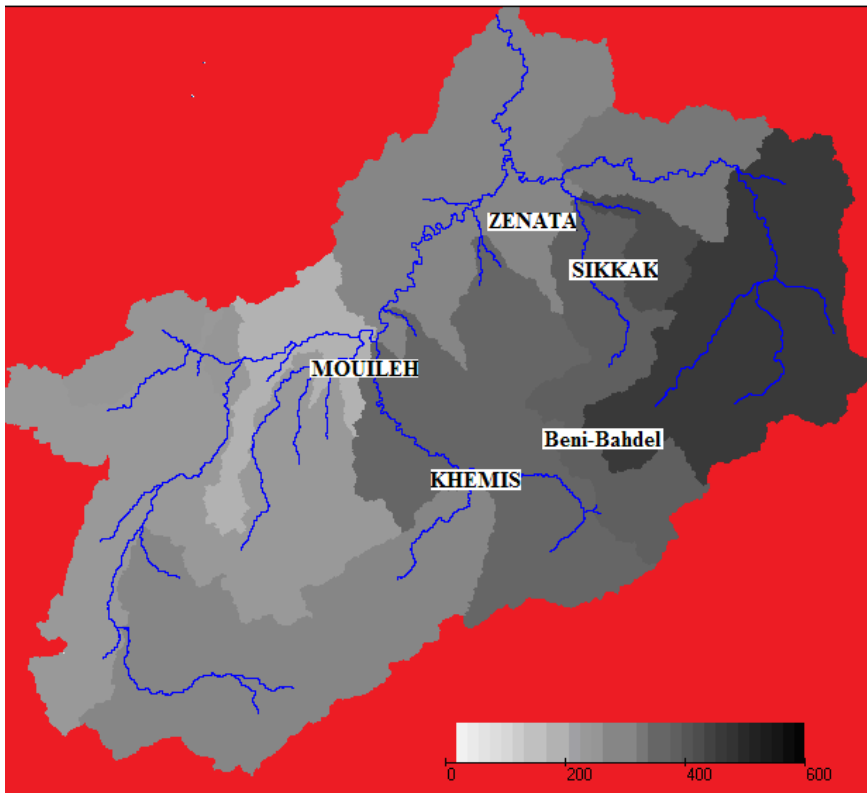 ZENATA
SIKKAK
MOUILEH
Beni-Bahdel
KHEMIS
0 200 400 600